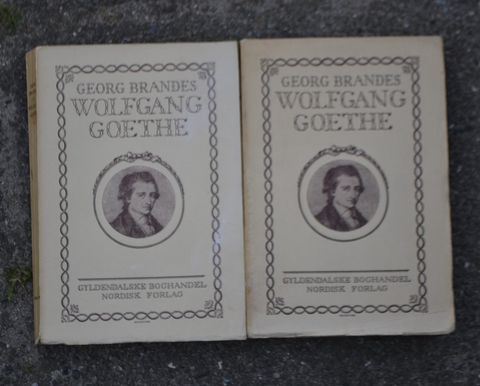 GEORG BRANDES
WOLFGANG
GOETHE
GYLDENDALSKE BOGHANDEL
NORDISK FORLAG
GEORG BRANDES
WOLFGANG
GOETHE
GYLDENDALSKE BOGHANDEL
NORDISK FORLAG